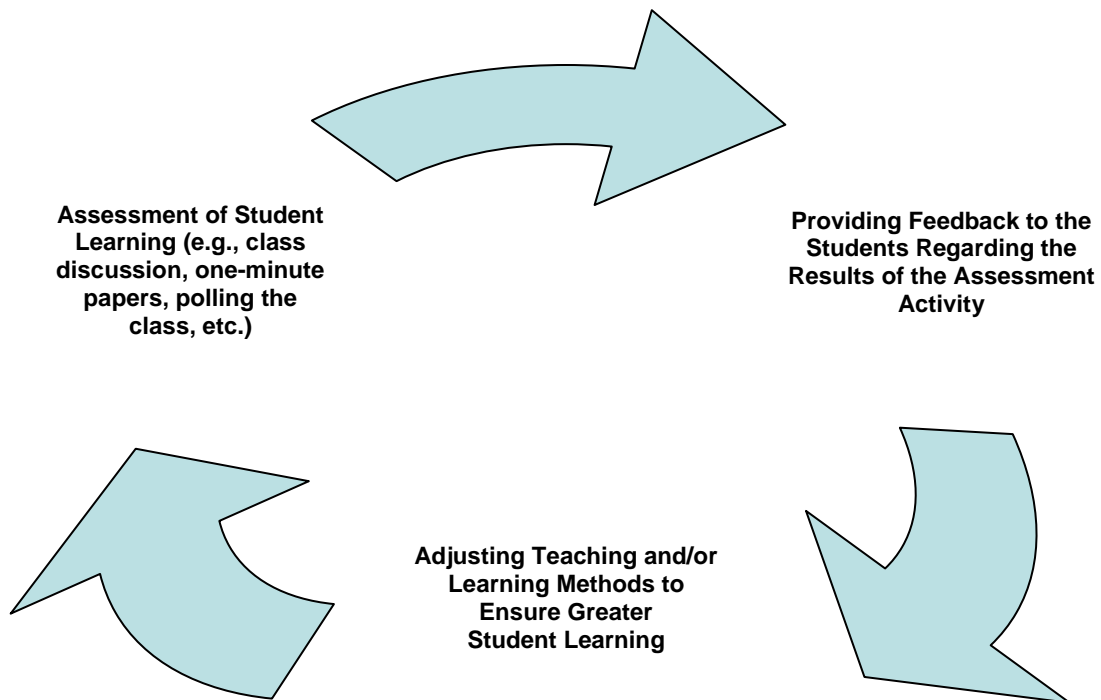 Assessment of Student
Learning (e.g., class
discussion, one-minute
papers, polling the
class, etc.)
Providing Feedback to the
Students Regarding the
Results of the Assessment
Activity
Adjusting Teaching and/or
Learning Methods to
Ensure Greater
Student Learning